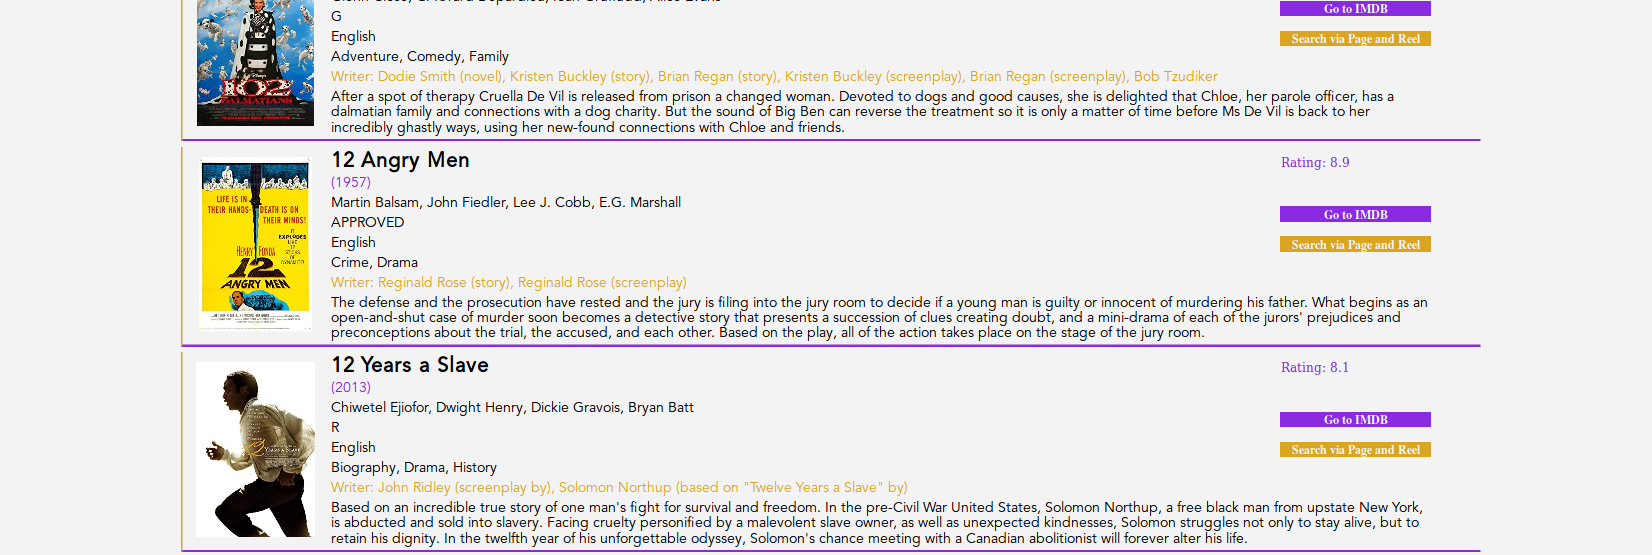 G
Go to IMDB
English
Search via Page and Reel
Adventure, Comedy, Family
Writer: Dodie Smith (novel), Kristen Buckley (story), Brian Regan (story), Kristen Buckley (screenplay), Brian Regan (screenplay), Bob Tzudiker
After a spot of therapy Cruella De Vil is released from prison a changed woman. Devoted to dogs and good causes, she is delighted that Chloe, her parole officer, has a
dalmatian family and connections with a dog charity. But the sound of Big Ben can reverse the treatment so it is only a matter of time before Ms De Vil is back to her
incredibly ghastly ways, using her new-found connections with Chloe and friends.
102
DALMATIANS
12 Angry Men
Rating: 8.9
(1957)
Martin Balsam, John Fiedler, Lee J. Cobb, E.G. Marshall
APPROVED
Go to IMDB
English
Search via Page and Reel
Crime, Drama
Writer: Reginald Rose (story), Reginald Rose (screenplay)
The defense and the prosecution have rested and the jury is filing into the jury room to decide if a young man is guilty or innocent of murdering his father. What begins as an
open-and-shut case of murder soon becomes a detective story that presents a succession of clues creating doubt, and a mini-drama of each of the jurors' prejudices and
preconceptions about the trial, the accused, and each other. Based on the play, all of the action takes place on the stage of the jury room.
LIFE IS IN
THEIR HANDS- DEATH IS ON
THEIR MINDS!
IT
EXPLODES
LIKE
12
STICKS
OF
DYNAMITE!
HENRY FONDA
12
ANGRY MEN
12 Years a Slave
Rating: 8.1
(2013)
Chiwetel Ejiofor, Dwight Henry, Dickie Gravois, Bryan Batt
R
Go to IMDB
English
Search via Page and Reel
Biography, Drama, History
Writer: John Ridley (screenplay by), Solomon Northup (based on "Twelve Years a Slave" by)
Based on an incredible true story of one man's fight for survival and freedom. In the pre-Civil War United States, Solomon Northup, a free black man from upstate New York,
is abducted and sold into slavery. Facing cruelty personified by a malevolent slave owner, as well as unexpected kindnesses, Solomon struggles not only to stay alive, but to
retain his dignity. In the twelfth year of his unforgettable odyssey, Solomon's chance meeting with a Canadian abolitionist will forever alter his life.
12
YEARS A SLAVE